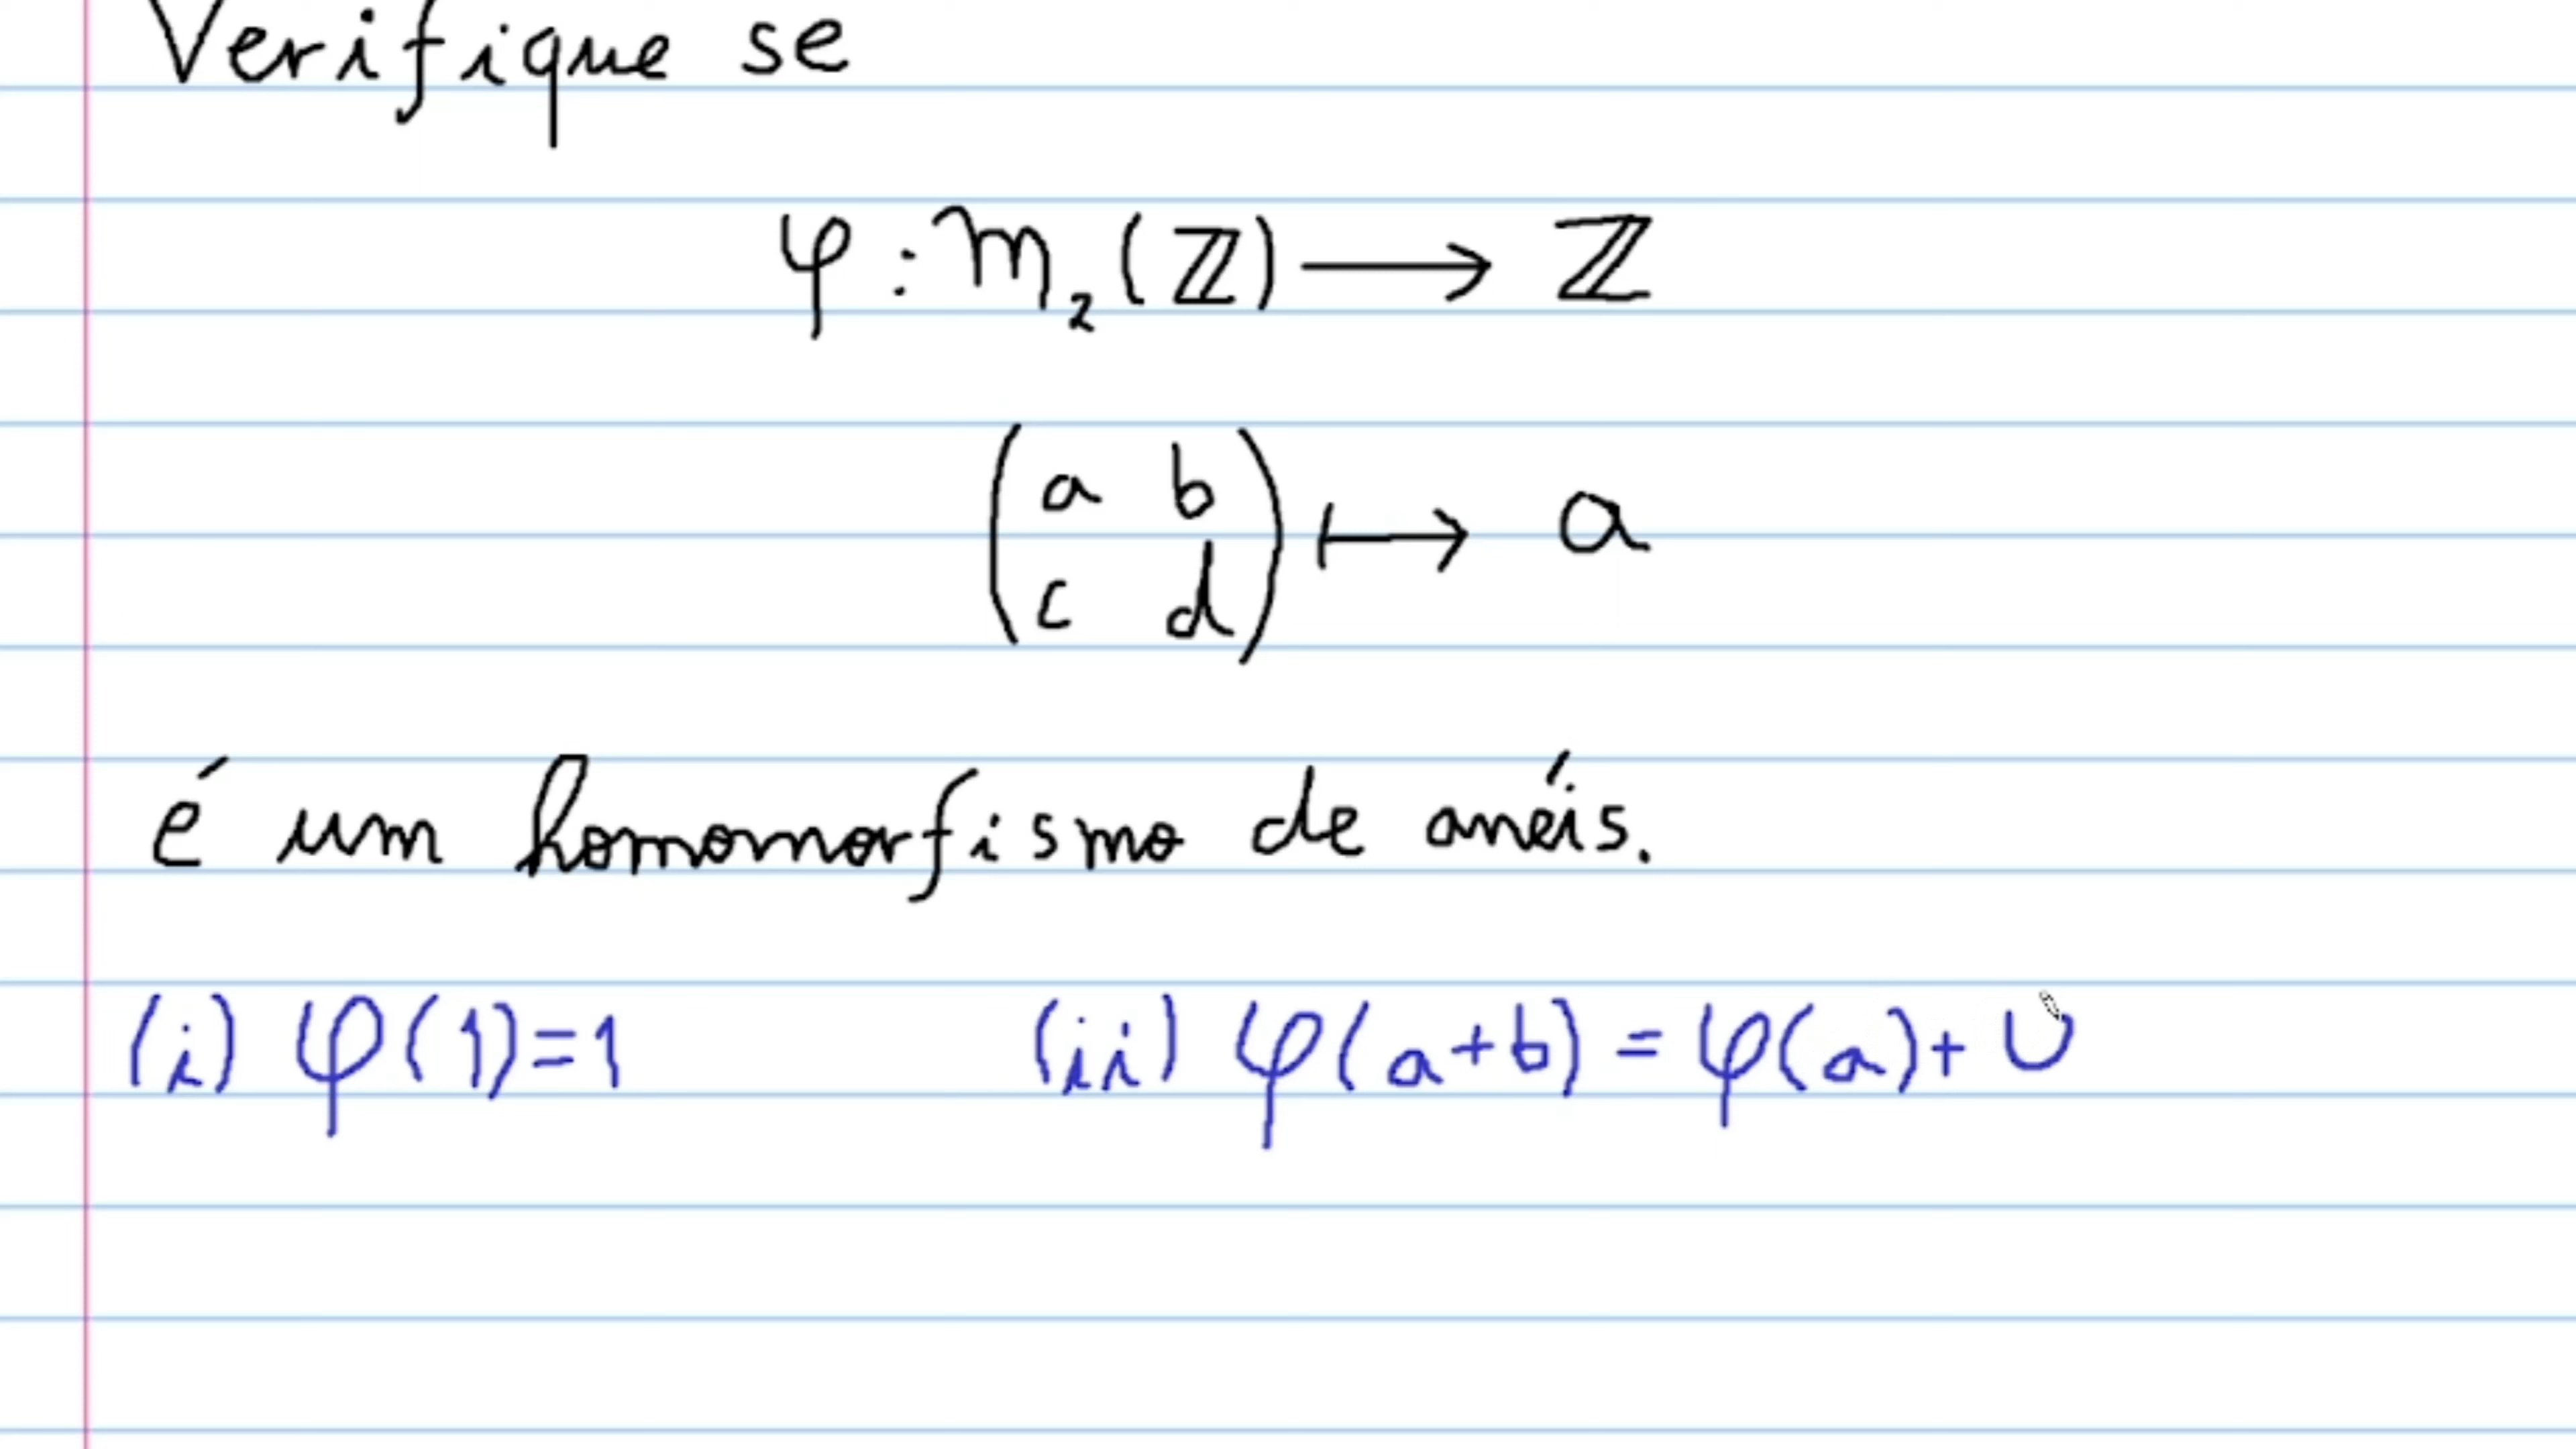 Verifique se
φ : M₂(ℤ) ⟶ ℤ
(a b
c d) ⟼ a
é um homomorfismo de anéis.
(i) φ(1)=1 (ii) φ(a+b) = φ(a)+